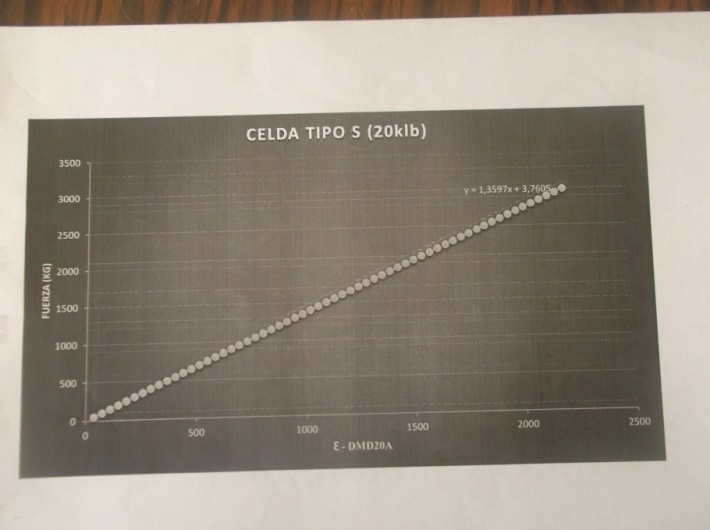 CELDA TIPO S (20klb)
y = 1,3597x + 3,7605
3500
3000
2500
2000
1500
1000
500
0
FUERZA (KG)
0 500 1000 1500 2000 2500
Ɛ - DMD20A